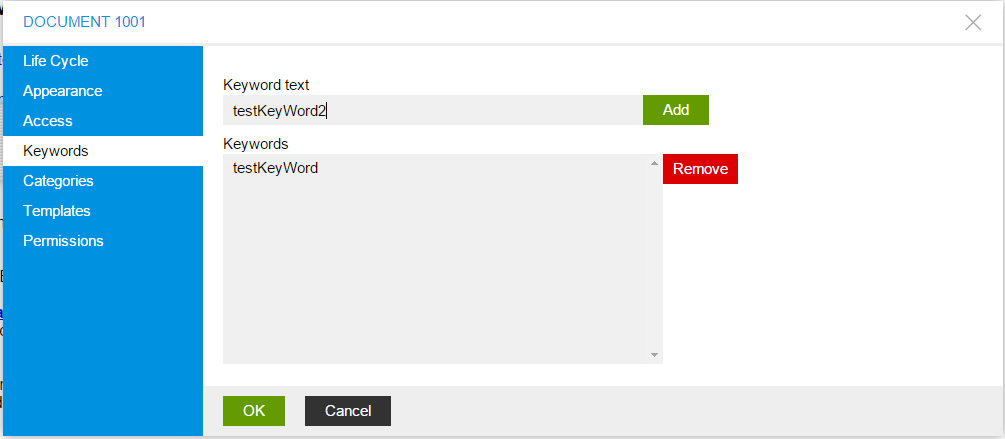 DOCUMENT 1001
Life Cycle
Appearance
Access
Keywords
Categories
Templates
Permissions
Keyword text
testKeyWord2
Add
Keywords
testKeyWord
Remove
OK
Cancel